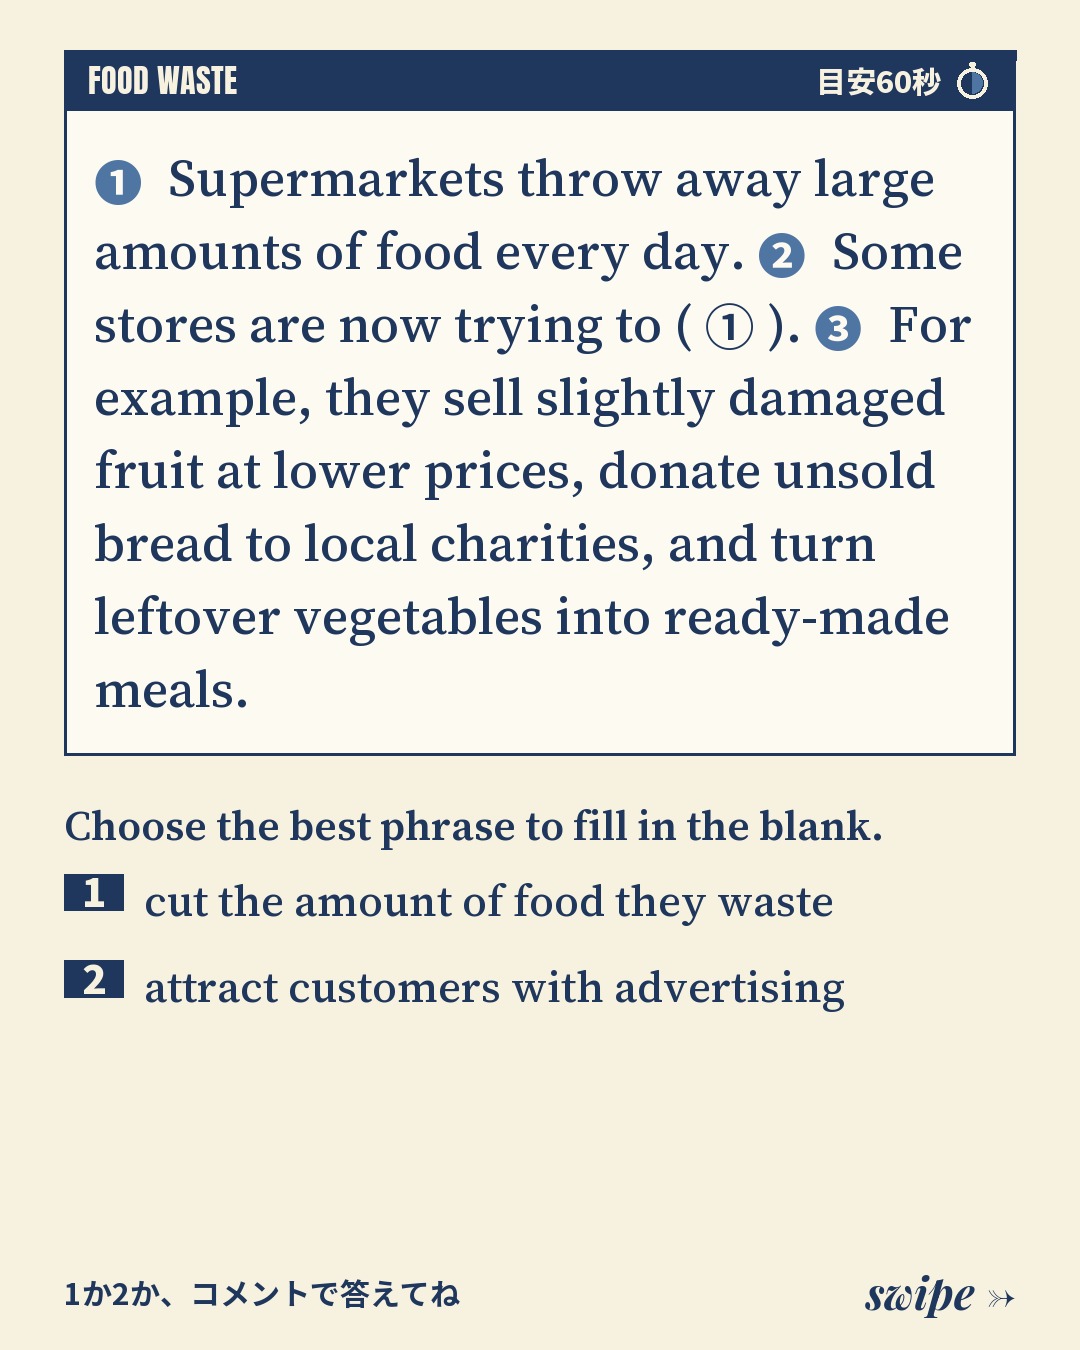 FOOD WASTE
目安60秒
❶ Supermarkets throw away large
amounts of food every day. ❷ Some
stores are now trying to ( ① ). ❸ For
example, they sell slightly damaged
fruit at lower prices, donate unsold
bread to local charities, and turn
leftover vegetables into ready-made
meals.
Choose the best phrase to fill in the blank.
1 cut the amount of food they waste
2 attract customers with advertising
1か2か、コメントで答えてね
swipe